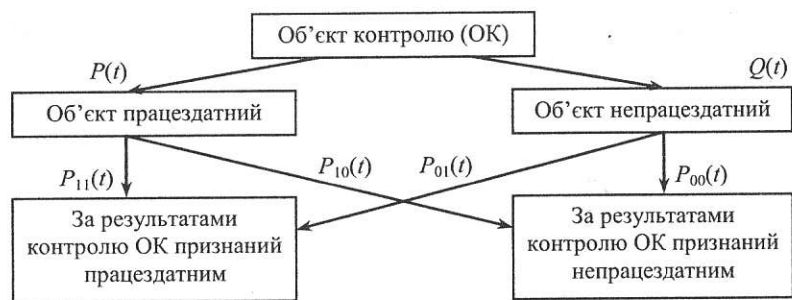 Об’єкт контролю (ОК)
P(t)
Q(t)
Об’єкт працездатний
Об’єкт непрацездатний
P₁₁(t)
P₁₀(t)
P₀₁(t)
P₀₀(t)
За результатами
контролю ОК признаний
працездатним
За результатами
контролю ОК признаний
непрацездатним